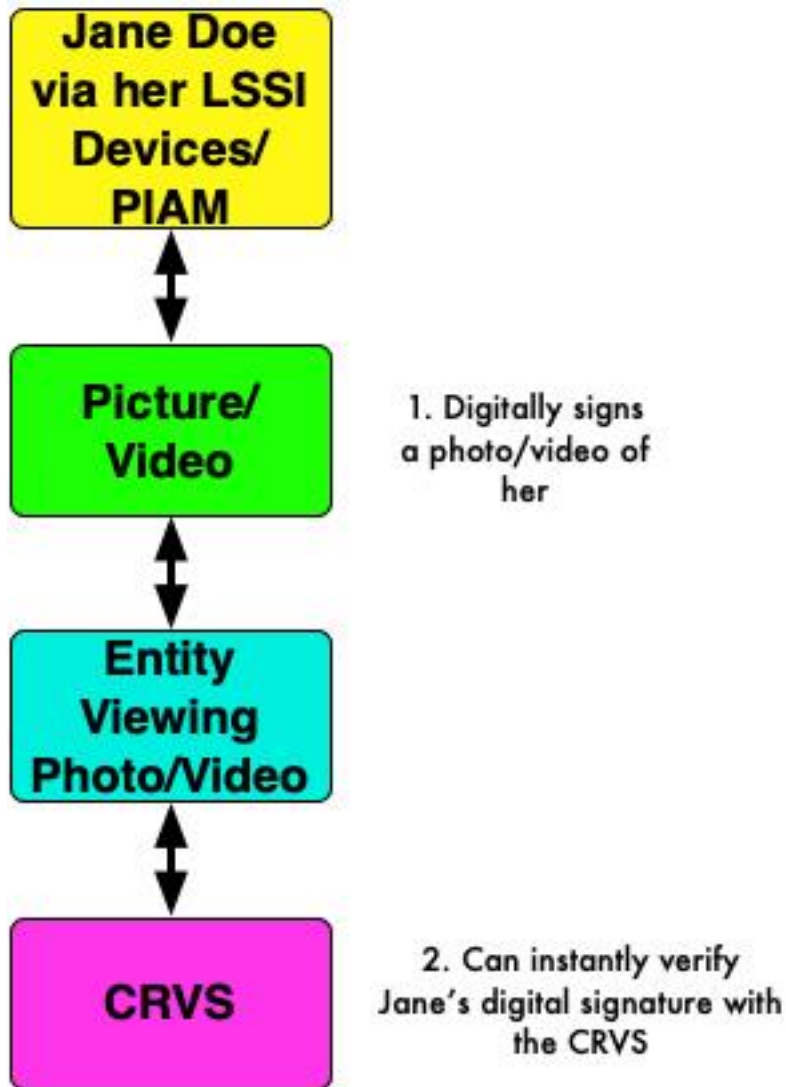 Jane Doe
via her LSSI
Devices/
PIAM
Picture/
Video
1. Digitally signs
a photo/video of
her
Entity
Viewing
Photo/Video
CRVS
2. Can instantly verify
Jane's digital signature with
the CRVS